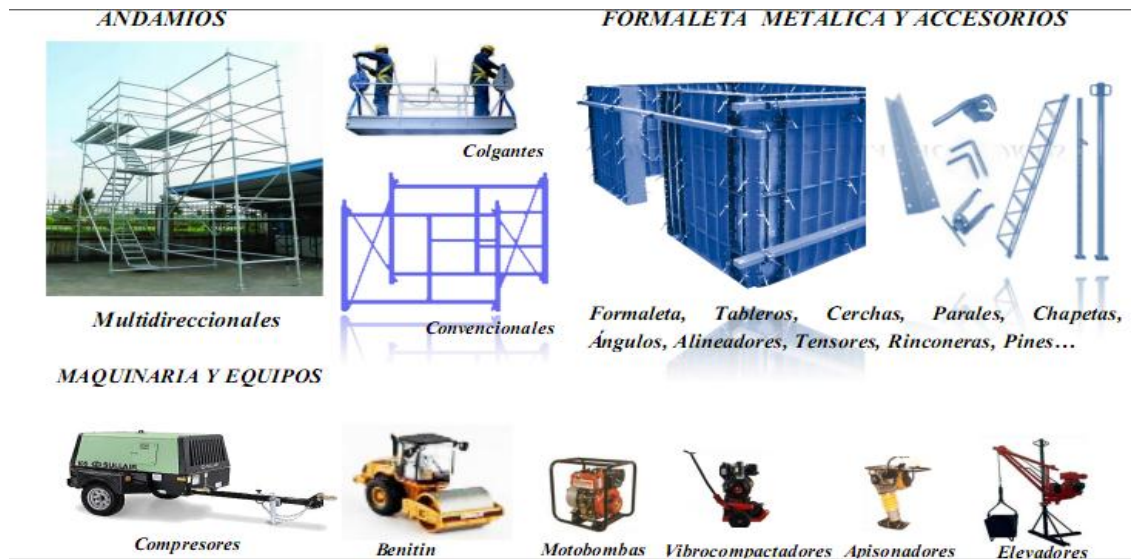 ANDAMIOS
FORMALETA METALICA Y ACCESORIOS
Colgantes
Multidireccionales
Convencionales
Formaleta, Tableros, Cerchas, Parales, Chapetas,
Ángulos, Alineadores, Tensores, Rinconeras, Pines…
MAQUINARIA Y EQUIPOS
SULLAIR
Compresores
Benitin
Motobombas
Vibrocompactadores
Apisonadores
Elevadores